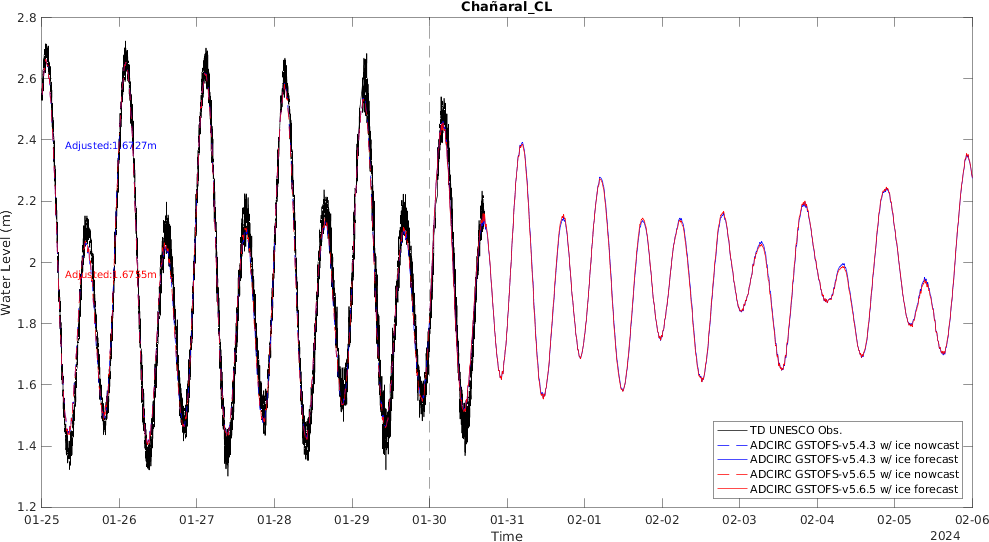 Chañaral_CL
Water Level (m)
2.8
2.6
2.4
2.2
2
1.8
1.6
1.4
1.2
Adjusted:1.6727m
Adjusted:1.6755m
TD UNESCO Obs.
ADCIRC GSTOFS-v5.4.3 w/ ice nowcast
ADCIRC GSTOFS-v5.4.3 w/ ice forecast
ADCIRC GSTOFS-v5.6.5 w/ ice nowcast
ADCIRC GSTOFS-v5.6.5 w/ ice forecast
01-25 01-26 01-27 01-28 01-29 01-30 01-31 02-01 02-02 02-03 02-04 02-05 02-06
Time
2024